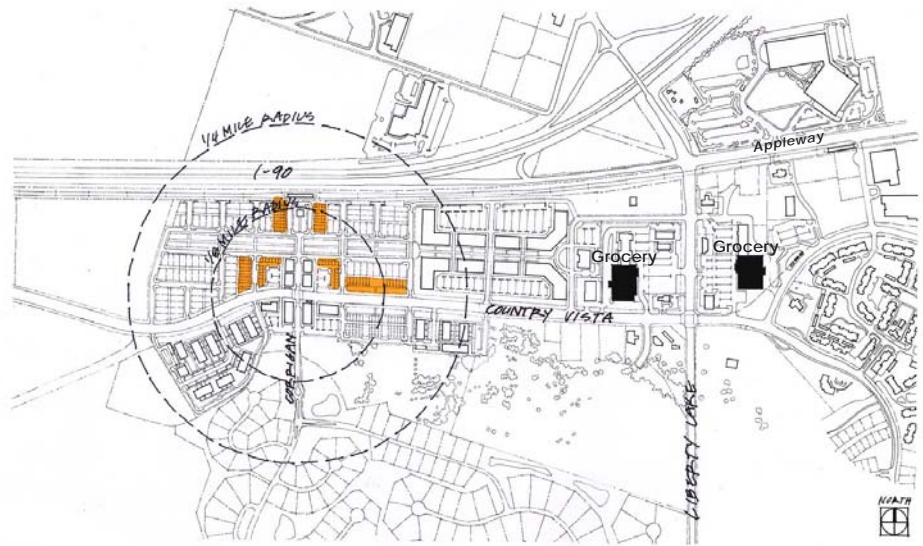 1/4 MILE RADIUS
I-90
1/8 MILE RADIUS
Appleway
Grocery
Grocery
COUNTRY VISTA
CORRIGAN
LIBERTY LAKE
NORTH